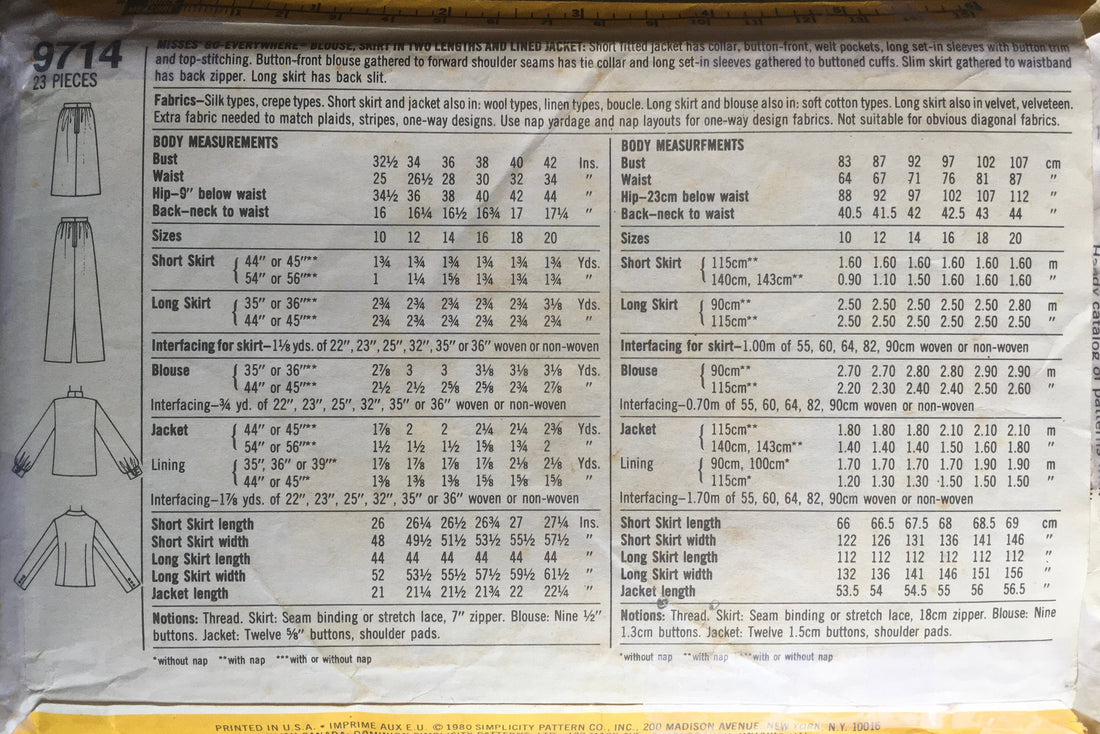 9714
23 PIECES
MISSES' GO-EVERYWHERE® BLOUSE, SKIRT IN TWO LENGTHS AND LINED JACKET: Short fitted jacket has collar, button-front, welt pockets, long set-in sleeves with button trim
and top-stitching. Button-front blouse gathered to forward shoulder seams has tie collar and long set-in sleeves gathered to buttoned cuffs. Slim skirt gathered to waistband
has back zipper. Long skirt has back slit.
Fabrics—Silk types, crepe types. Short skirt and jacket also in: wool types, linen types, boucle. Long skirt and blouse also in: soft cotton types. Long skirt also in velvet, velveteen.
Extra fabric needed to match plaids, stripes, one-way designs. Use nap yardage and nap layouts for one-way design fabrics. Not suitable for obvious diagonal fabrics.
BODY MEASUREMENTS
Bust 32½ 34 36 38 40 42 Ins.
Waist 25 26½ 28 30 32 34 "
Hip—9" below waist 34½ 36 38 40 42 44 "
Back—neck to waist 16 16¼ 16½ 16¾ 17 17¼ "
Sizes 10 12 14 16 18 20
Short Skirt { 44" or 45"** 1¾ 1¾ 1¾ 1¾ 1¾ 1¾ Yds.
54" or 56"** 1 1¼ 1⅝ 1¾ 1¾ 1¾ "
Long Skirt { 35" or 36"** 2¾ 2¾ 2¾ 2¾ 2¾ 3⅛ Yds.
44" or 45"** 2¾ 2¾ 2¾ 2¾ 2¾ 2¾ "
Interfacing for skirt—1⅛ yds. of 22", 23", 25", 32", 35" or 36" woven or non-woven
Blouse { 35" or 36"** 2⅞ 3 3 3⅛ 3⅛ 3⅛ Yds.
44" or 45"** 2½ 2½ 2⅝ 2⅝ 2¾ 2⅞ "
Interfacing—¾ yd. of 22", 23", 25", 32", 35" or 36" woven or non-woven
Jacket { 44" or 45"** 1⅞ 2 2 2¼ 2¼ 2⅜ Yds.
54" or 56"** 1½ 1½ 1½ 1⅝ 1¾ 2 "
Lining { 35", 36" or 39"* 1⅞ 1⅞ 1⅞ 1⅞ 2⅛ 2⅛ Yds.
44" or 45"* 1⅜ 1⅜ 1⅜ 1⅝ 1⅝ 1⅝ "
Interfacing—1⅞ yds. of 22", 23", 25", 32", 35" or 36" woven or non-woven
Short Skirt length 26 26¼ 26½ 26¾ 27 27¼ Ins.
Short Skirt width 48 49½ 51½ 53½ 55½ 57½ "
Long Skirt length 44 44 44 44 44 44 "
Long Skirt width 52 53½ 55½ 57½ 59½ 61½ "
Jacket length 21 21¼ 21½ 21¾ 22 22¼ "
Notions: Thread. Skirt: Seam binding or stretch lace, 7" zipper. Blouse: Nine ½"
buttons. Jacket: Twelve ⅝" buttons, shoulder pads.
*without nap **with nap ***with or without nap
BODY MEASURFMENTS
Bust 83 87 92 97 102 107 cm
Waist 64 67 71 76 81 87 "
Hip—23cm below waist 88 92 97 102 107 112 "
Back—neck to waist 40.5 41.5 42 42.5 43 44 "
Sizes 10 12 14 16 18 20
Short Skirt { 115cm** 1.60 1.60 1.60 1.60 1.60 1.60 m
140cm, 143cm** 0.90 1.10 1.50 1.60 1.60 1.60 "
Long Skirt { 90cm** 2.50 2.50 2.50 2.50 2.50 2.80 m
115cm** 2.50 2.50 2.50 2.50 2.50 2.50 "
Interfacing for skirt—1.00m of 55, 60, 64, 82, 90cm woven or non-woven
Blouse { 90cm** 2.70 2.70 2.80 2.80 2.90 2.90 m
115cm** 2.20 2.30 2.40 2.40 2.50 2.60 "
Interfacing—0.70m of 55, 60, 64, 82, 90cm woven or non-woven
Jacket { 115cm** 1.80 1.80 1.80 2.10 2.10 2.10 m
140cm, 143cm** 1.40 1.40 1.40 1.50 1.60 1.80 "
Lining { 90cm, 100cm* 1.70 1.70 1.70 1.70 1.90 1.90 m
115cm* 1.20 1.30 1.30 1.50 1.50 1.50 "
Interfacing—1.70m of 55, 60, 64, 82, 90cm woven or non-woven
Short Skirt length 66 66.5 67.5 68 68.5 69 cm
Short Skirt width 122 126 131 136 141 146 "
Long Skirt length 112 112 112 112 112 112 "
Long Skirt width 132 136 141 146 151 156 "
Jacket length 53.5 54 54.5 55 56 56.5 "
Notions: Thread. Skirt: Seam binding or stretch lace, 18cm zipper. Blouse: Nine
1.3cm buttons. Jacket: Twelve 1.5cm buttons, shoulder pads.
*without nap **with nap ***with or without nap
PRINTED IN U.S.A. • IMPRIME AUX E.U. © 1980 SIMPLICITY PATTERN CO., INC., 200 MADISON AVENUE, NEW YORK, N.Y. 10016
catalog of patterns